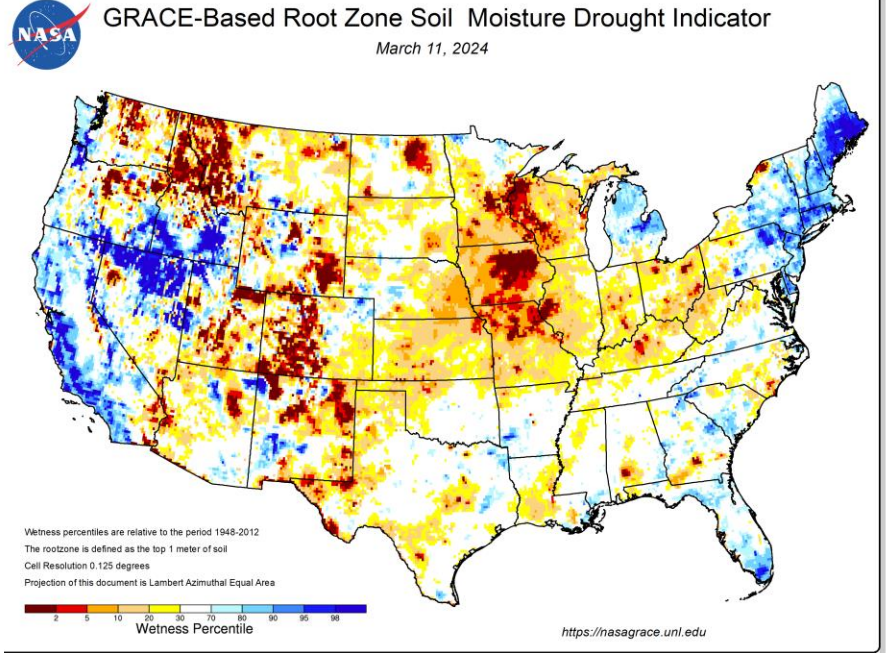 NASA
GRACE-Based Root Zone Soil Moisture Drought Indicator
March 11, 2024
Wetness percentiles are relative to the period 1948-2012
The rootzone is defined as the top 1 meter of soil
Cell Resolution 0.125 degrees
Projection of this document is Lambert Azimuthal Equal Area
2 5 10 20 30 70 80 90 95 98
Wetness Percentile
https://nasagrace.unl.edu